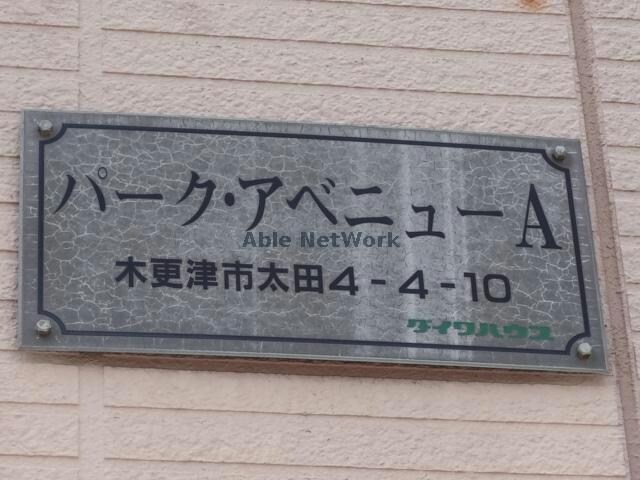 パーク・アベニューA
Able NetWork
木更津市太田4-4-10
ダイワハウス